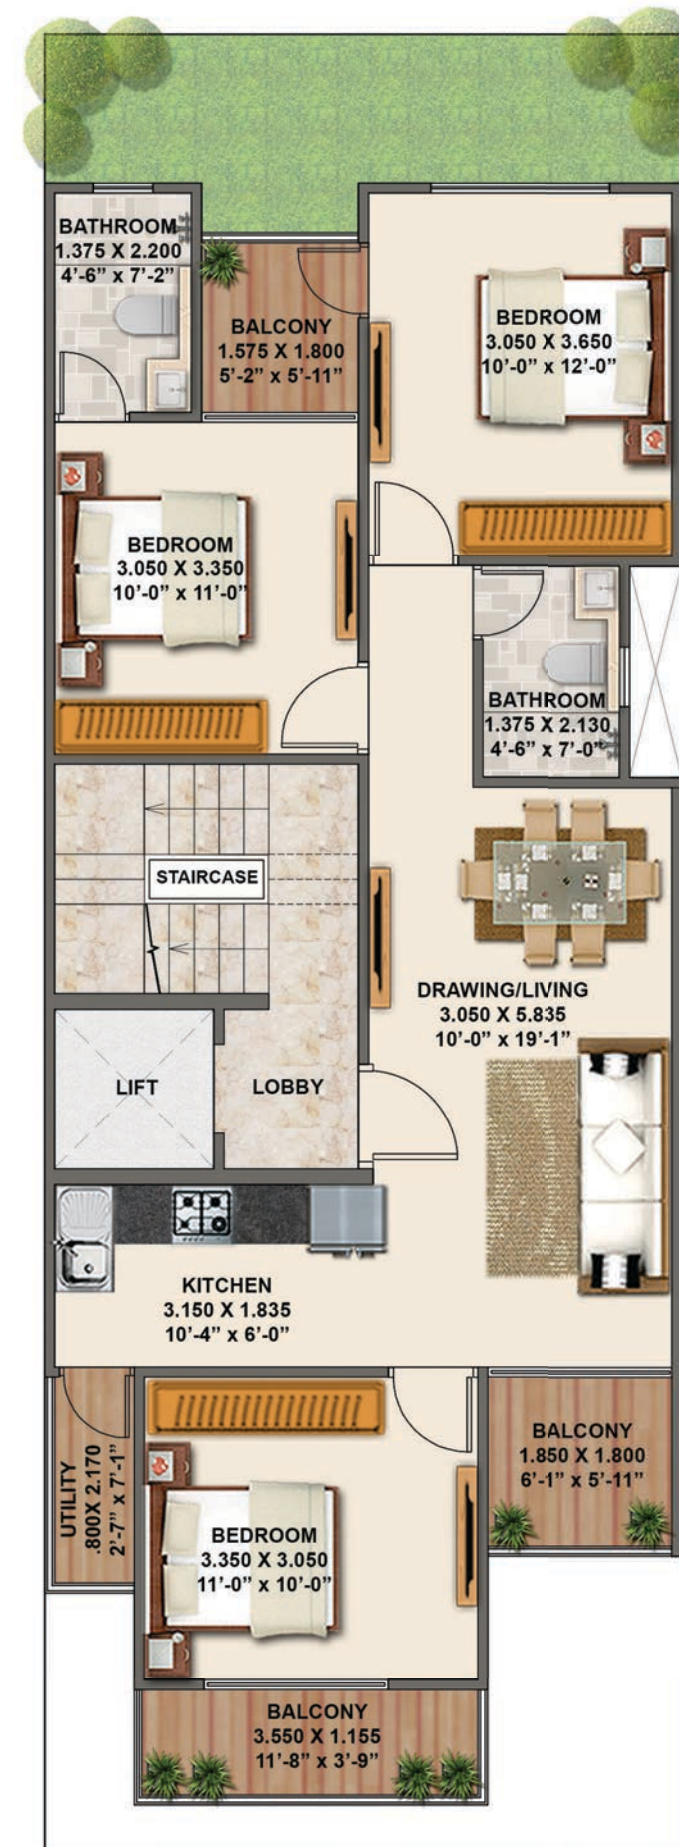 BATHROOM
1.375 X 2.200
4'-6" x 7'-2"
BALCONY
1.575 X 1.800
5'-2" x 5'-11"
BEDROOM
3.050 X 3.650
10'-0" x 12'-0"
BEDROOM
3.050 X 3.350
10'-0" x 11'-0"
BATHROOM
1.375 X 2.130
4'-6" x 7'-0"
STAIRCASE
DRAWING/LIVING
3.050 X 5.835
10'-0" x 19'-1"
LIFT
LOBBY
KITCHEN
3.150 X 1.835
10'-4" x 6'-0"
UTILITY
.800X 2.170
2'-7" x 7'-1"
BALCONY
1.850 X 1.800
6'-1" x 5'-11"
BEDROOM
3.350 X 3.050
11'-0" x 10'-0"
BALCONY
3.550 X 1.155
11'-8" x 3'-9"